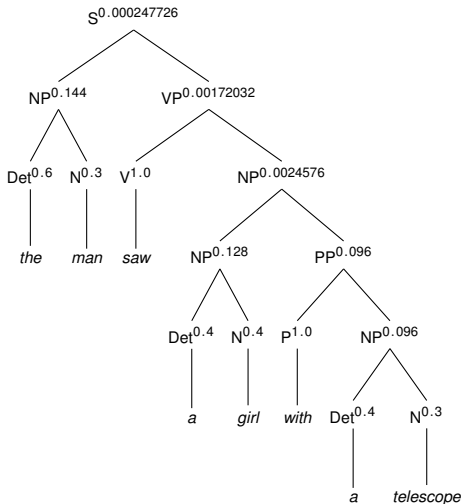 S0.000247726
NP0.144 VP0.00172032
Det0.6 N0.3 V1.0 NP0.0024576
the man saw NP0.128 PP0.096
Det0.4 N0.4 P1.0 NP0.096
a girl with Det0.4 N0.3
a telescope